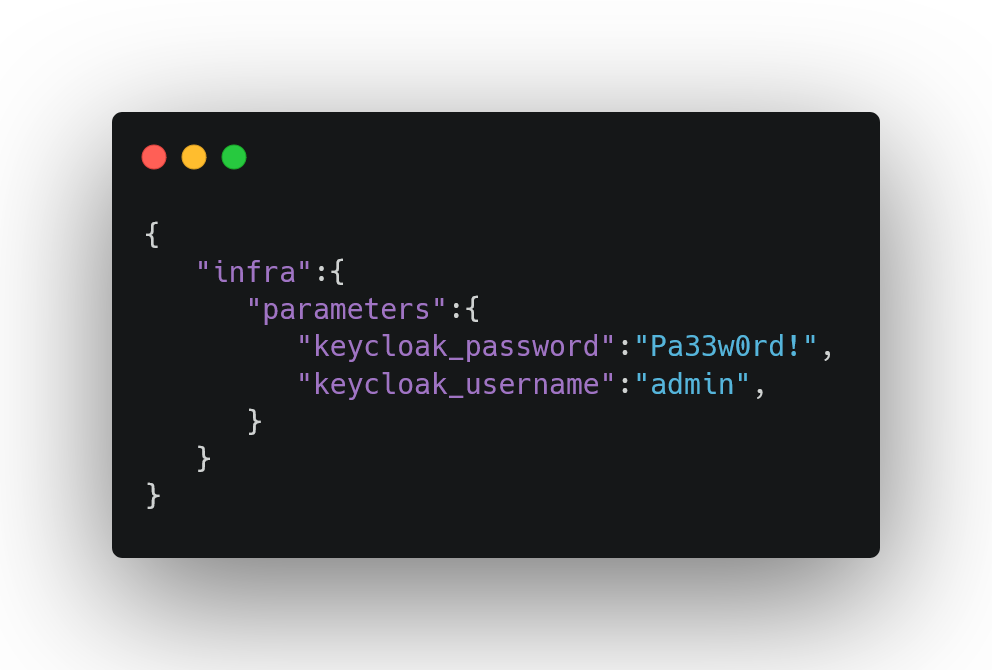 {
   "infra":{
      "parameters":{
         "keycloak_password":"Pa33w0rd!",
         "keycloak_username":"admin",
      }
   }
}